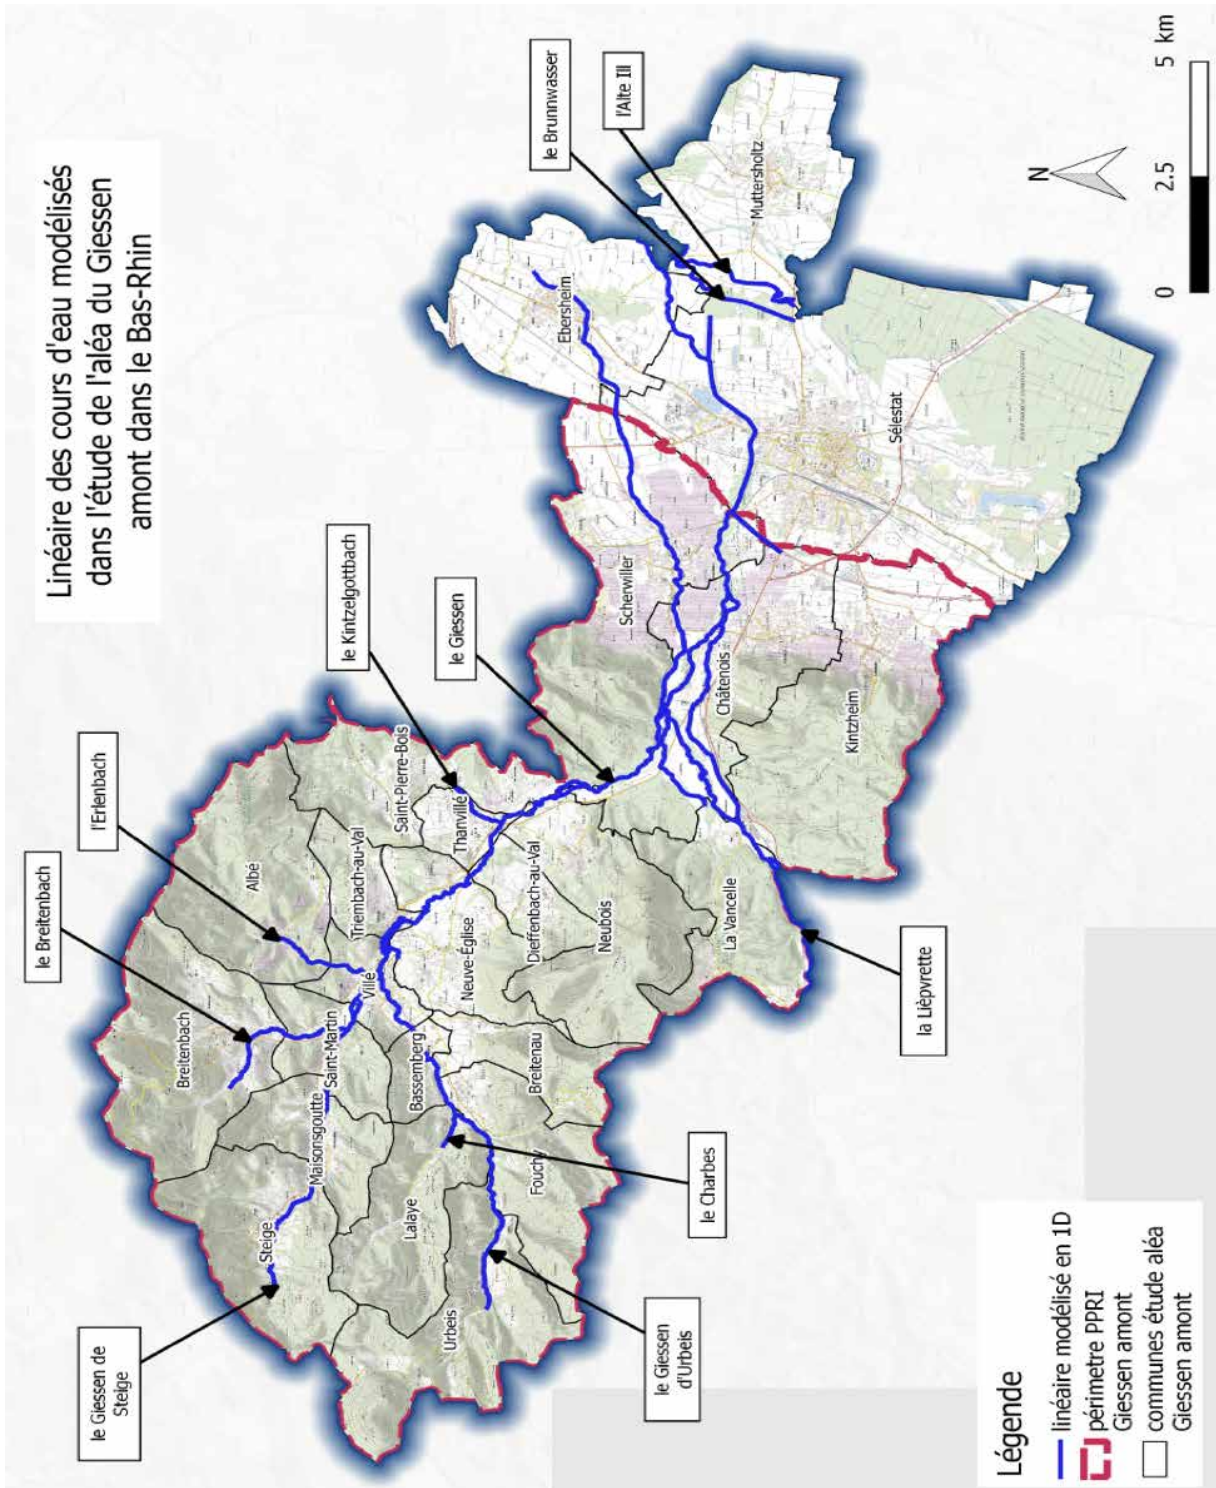 Linéaire des cours d'eau modélisés
dans l'étude de l'aléa du Giessen
amont dans le Bas-Rhin
le Giessen de
Steige
le Breitenbach
l'Erlenbach
le Kintzelgottbach
le Giessen
le Brunnwasser
l'Alte Ill
Albé
Breitenbach
Saint-Pierre-Bois
Triembach-au-Val
Thanvillé
Villé
Saint-Martin
Maisonsgoutte
Steige
Bassemberg
Neuve-Église
Dieffenbach-au-Val
Neubois
Breitenau
Lalaye
Fouchy
Urbeis
La Vancelle
Scherwiller
Châtenois
Kintzheim
Ebersheim
Muttersholtz
Sélestat
le Charbes
le Giessen
d'Urbeis
la Lièpvrette
N
0
2.5
5 km
Légende
linéaire modélisé en 1D
périmetre PPRI
Giessen amont
communes étude aléa
Giessen amont